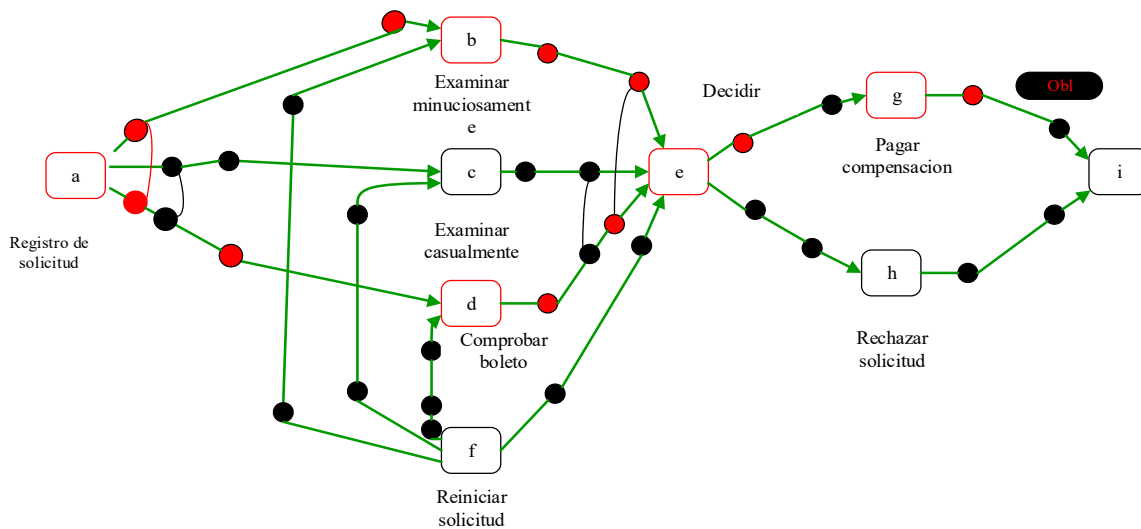 a
Registro de
solicitud
b
Examinar
minuciosament
e
c
Examinar
casualmente
d
Comprobar
boleto
f
Reiniciar
solicitud
Decidir
e
g
Pagar
compensacion
Obl
h
Rechazar
solicitud
i